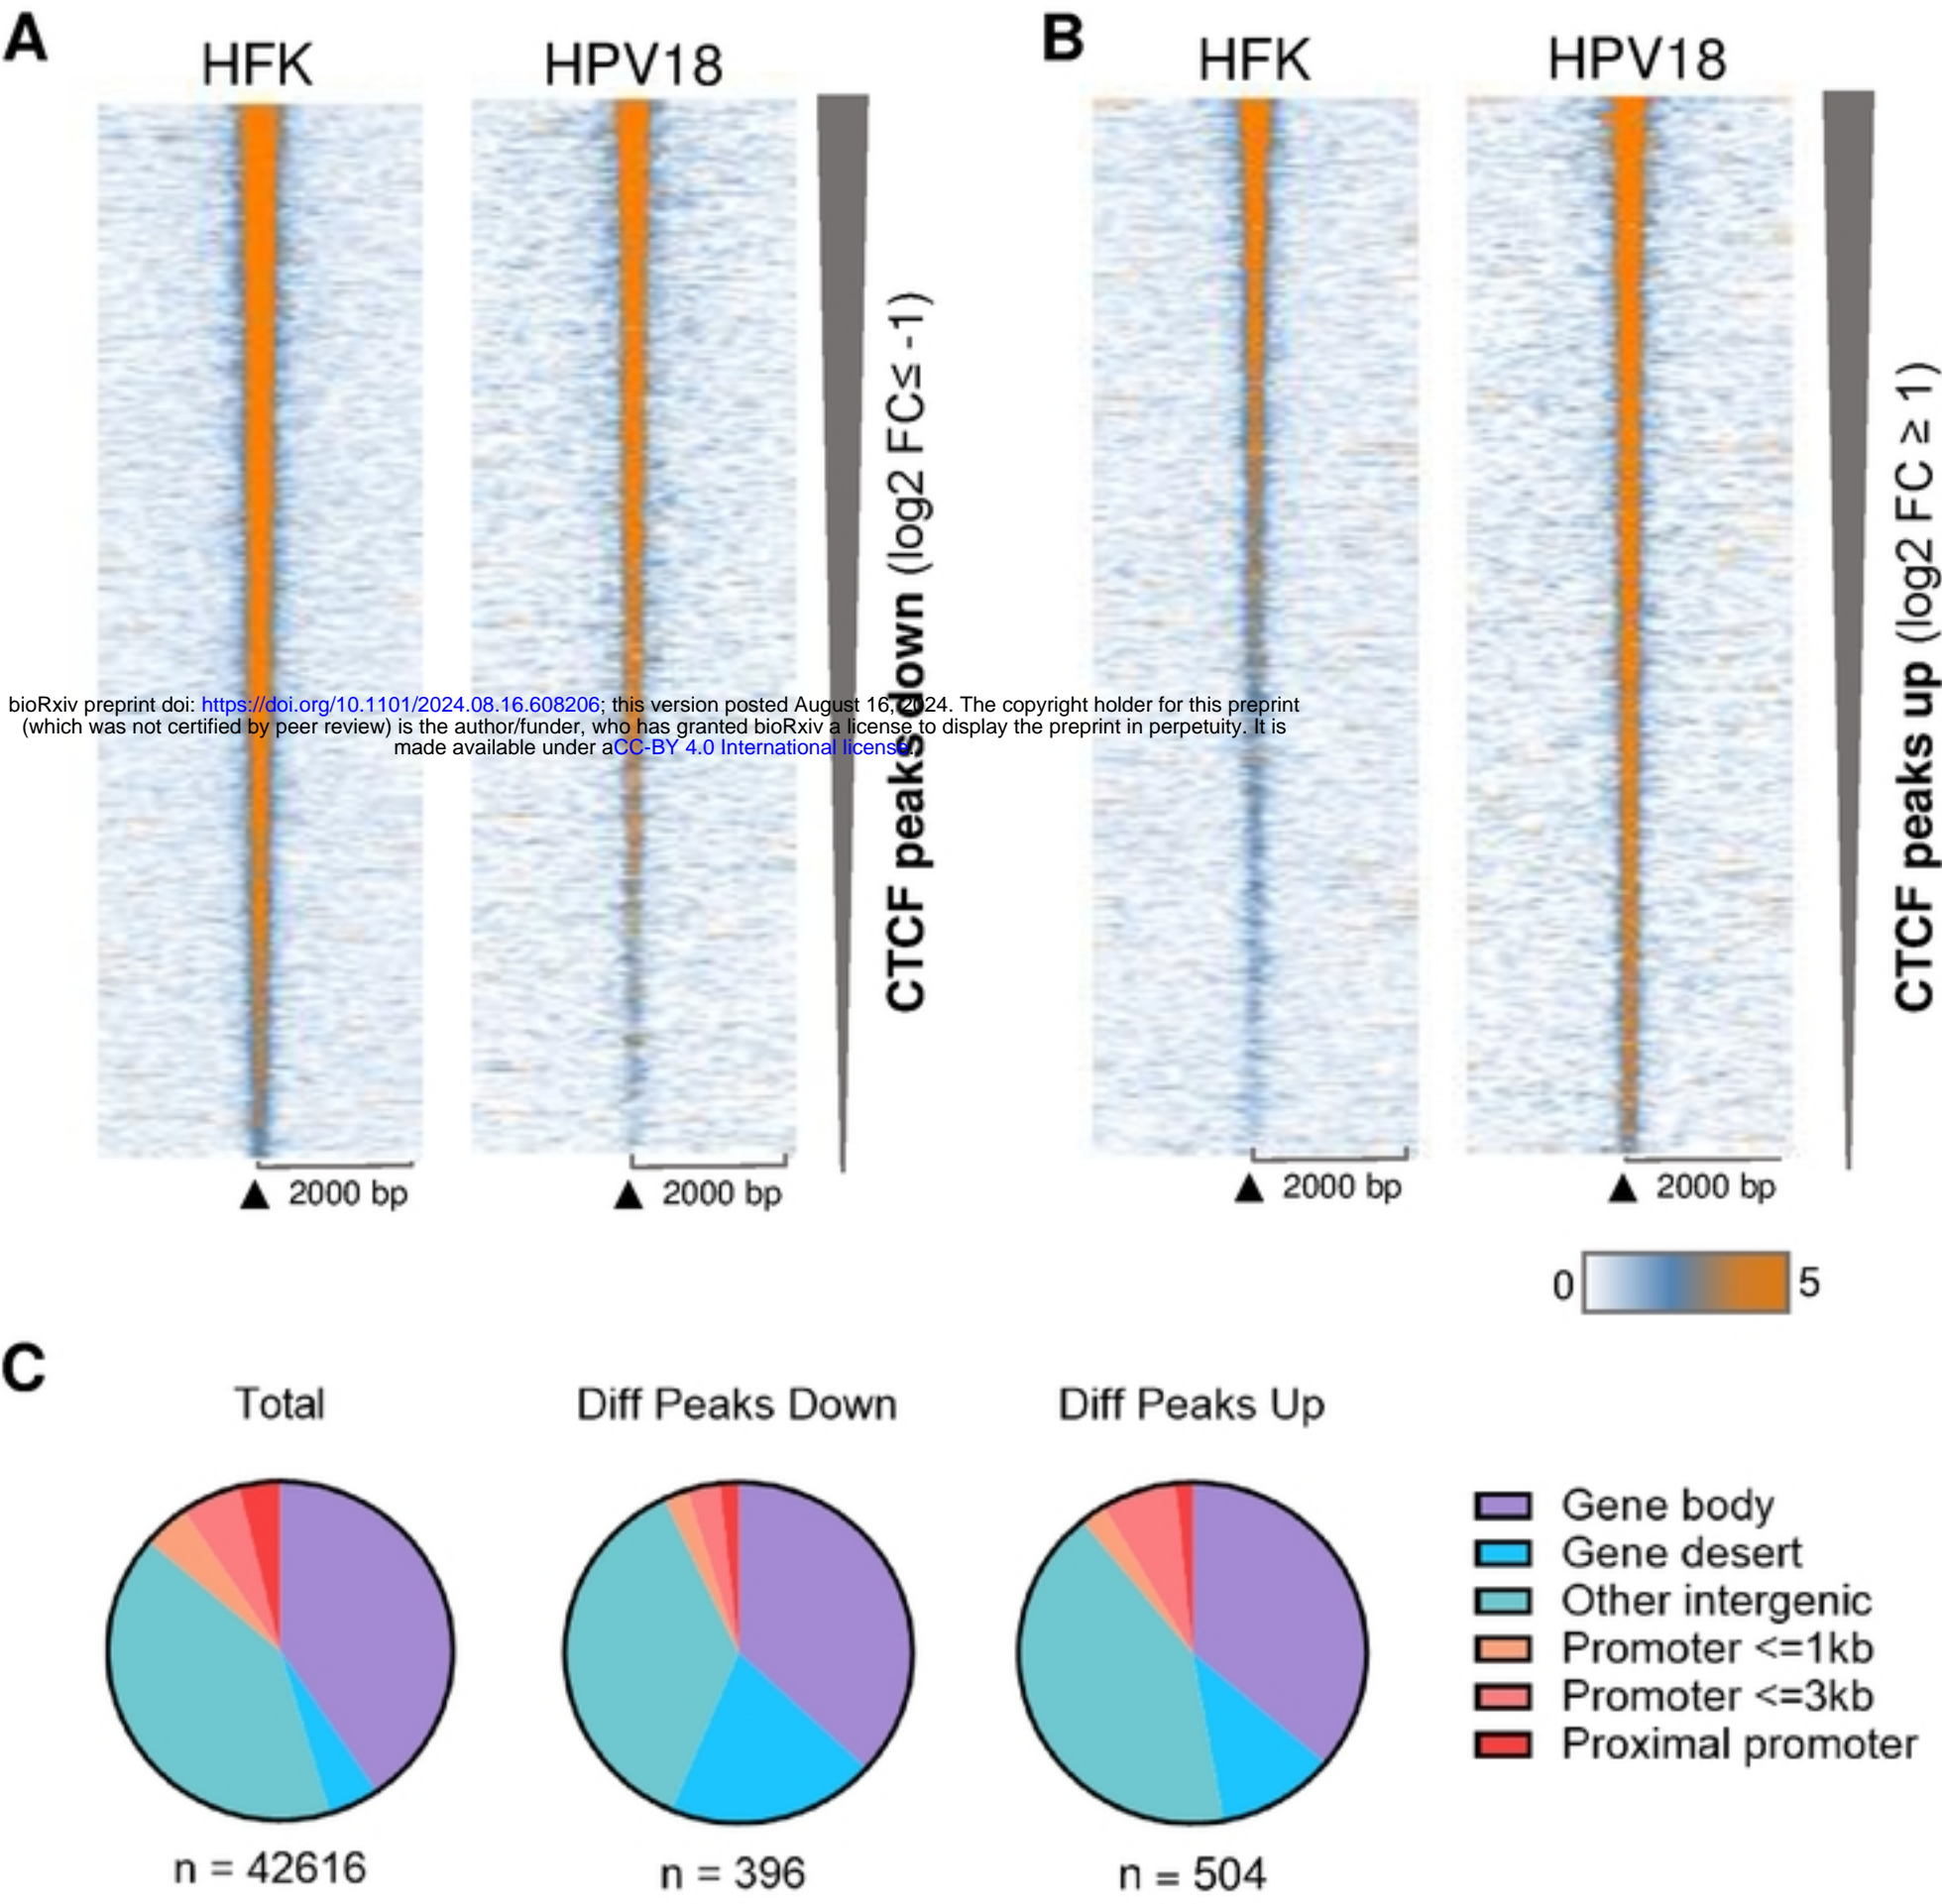 A
HFK
HPV18
CTCF peaks down (log2 FC≤ -1)
2000 bp
2000 bp
B
HFK
HPV18
CTCF peaks up (log2 FC ≥ 1)
2000 bp
2000 bp
0
5
bioRxiv preprint doi: https://doi.org/10.1101/2024.08.16.608206; this version posted August 16, 2024. The copyright holder for this preprint
(which was not certified by peer review) is the author/funder, who has granted bioRxiv a license to display the preprint in perpetuity. It is
made available under aCC-BY 4.0 International license.
C
Total
Diff Peaks Down
Diff Peaks Up
n = 42616
n = 396
n = 504
Gene body
Gene desert
Other intergenic
Promoter <=1kb
Promoter <=3kb
Proximal promoter